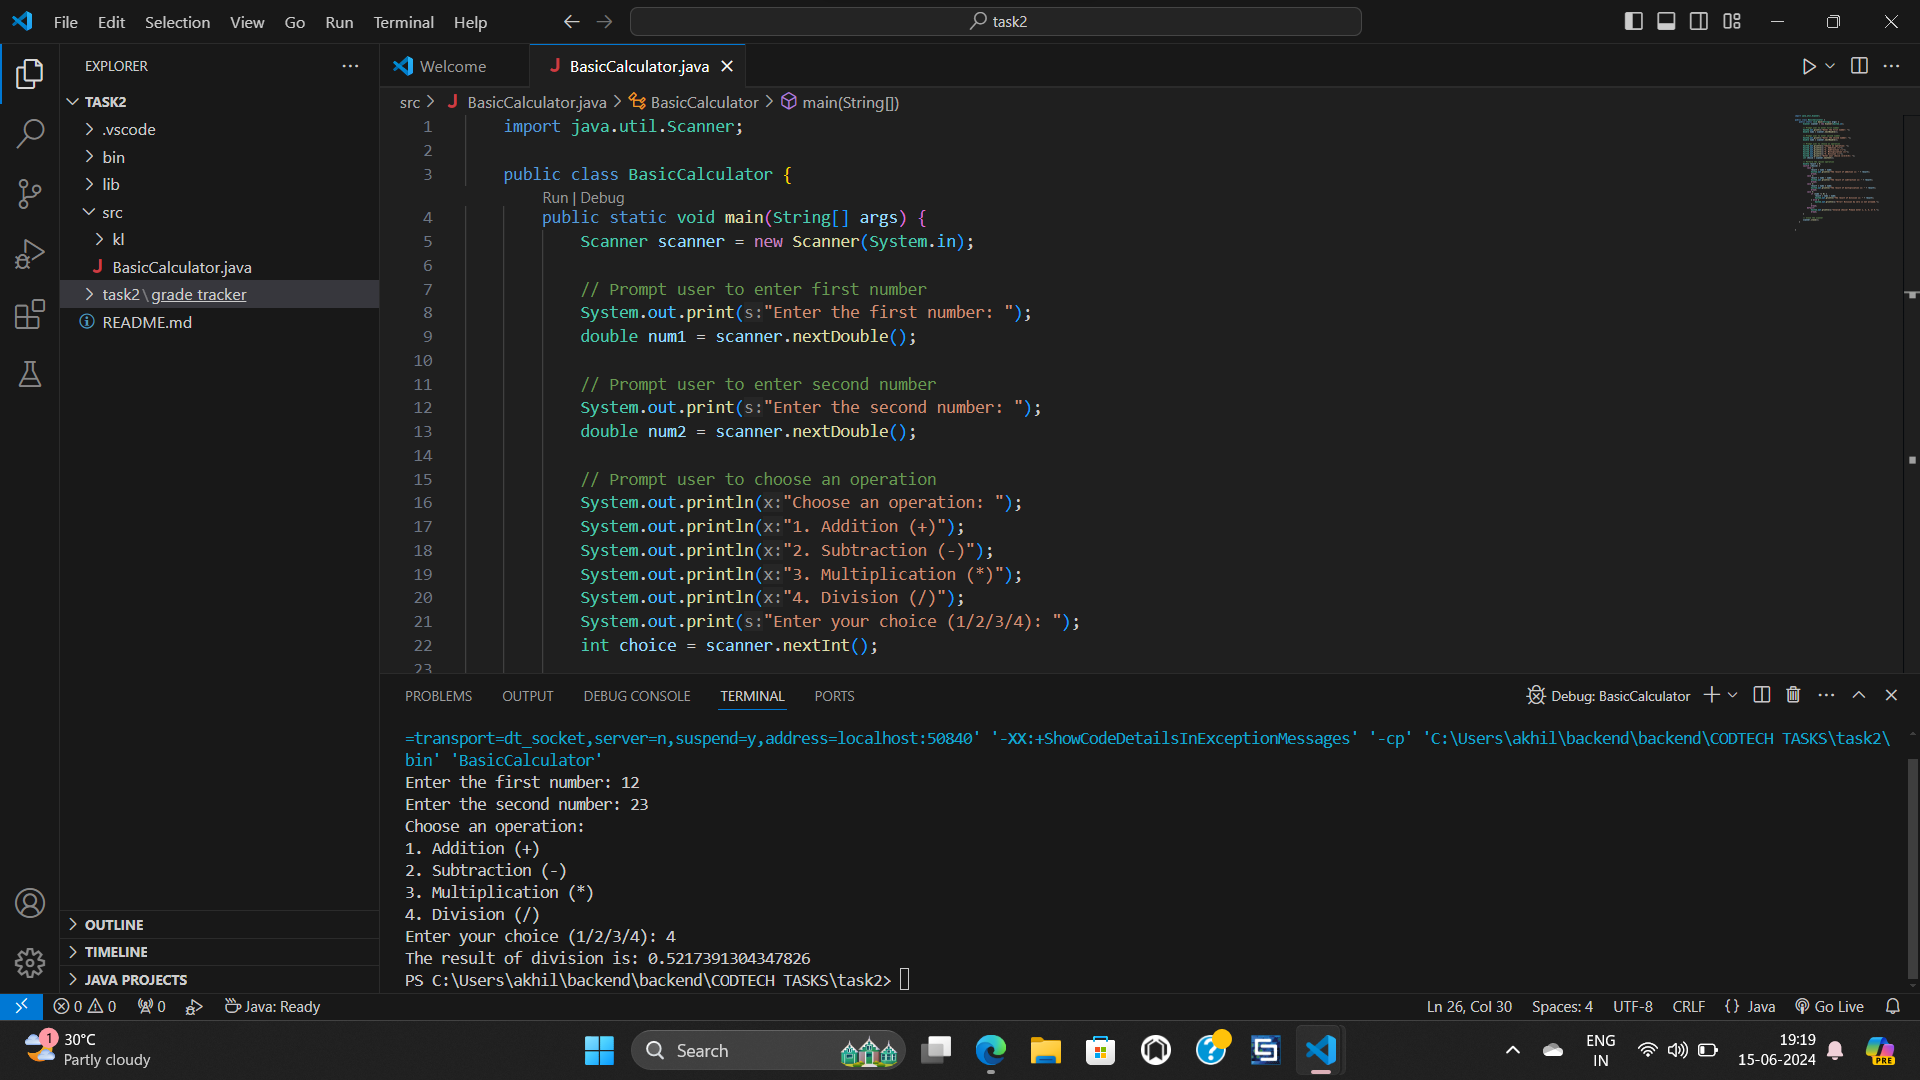 File Edit Selection View Go Run Terminal Help
task2
EXPLORER
TASK2
.vscode
bin
lib
src
kl
J BasicCalculator.java
task2\grade tracker
README.md
OUTLINE
TIMELINE
JAVA PROJECTS
Welcome
J BasicCalculator.java
src > J BasicCalculator.java > BasicCalculator > main(String[])
1 import java.util.Scanner;
2
3 public class BasicCalculator {
Run | Debug
4 public static void main(String[] args) {
5 Scanner scanner = new Scanner(System.in);
6
7 // Prompt user to enter first number
8 System.out.print(s:"Enter the first number: ");
9 double num1 = scanner.nextDouble();
10
11 // Prompt user to enter second number
12 System.out.print(s:"Enter the second number: ");
13 double num2 = scanner.nextDouble();
14
15 // Prompt user to choose an operation
16 System.out.println(x:"Choose an operation: ");
17 System.out.println(x:"1. Addition (+)");
18 System.out.println(x:"2. Subtraction (-)");
19 System.out.println(x:"3. Multiplication (*)");
20 System.out.println(x:"4. Division (/)");
21 System.out.print(s:"Enter your choice (1/2/3/4): ");
22 int choice = scanner.nextInt();
23
PROBLEMS OUTPUT DEBUG CONSOLE TERMINAL PORTS
Debug: BasicCalculator
=transport=dt_socket,server=n,suspend=y,address=localhost:50840' '-XX:+ShowCodeDetailsInExceptionMessages' '-cp' 'C:\Users\akhil\backend\backend\CODTECH TASKS\task2\
bin' 'BasicCalculator'
Enter the first number: 12
Enter the second number: 23
Choose an operation:
1. Addition (+)
2. Subtraction (-)
3. Multiplication (*)
4. Division (/)
Enter your choice (1/2/3/4): 4
The result of division is: 0.5217391304347826
PS C:\Users\akhil\backend\backend\CODTECH TASKS\task2>
0 0 0 Java: Ready
Ln 26, Col 30 Spaces: 4 UTF-8 CRLF {} Java Go Live
1
30°C
Partly cloudy
Search
ENG
IN
19:19
15-06-2024
PRE